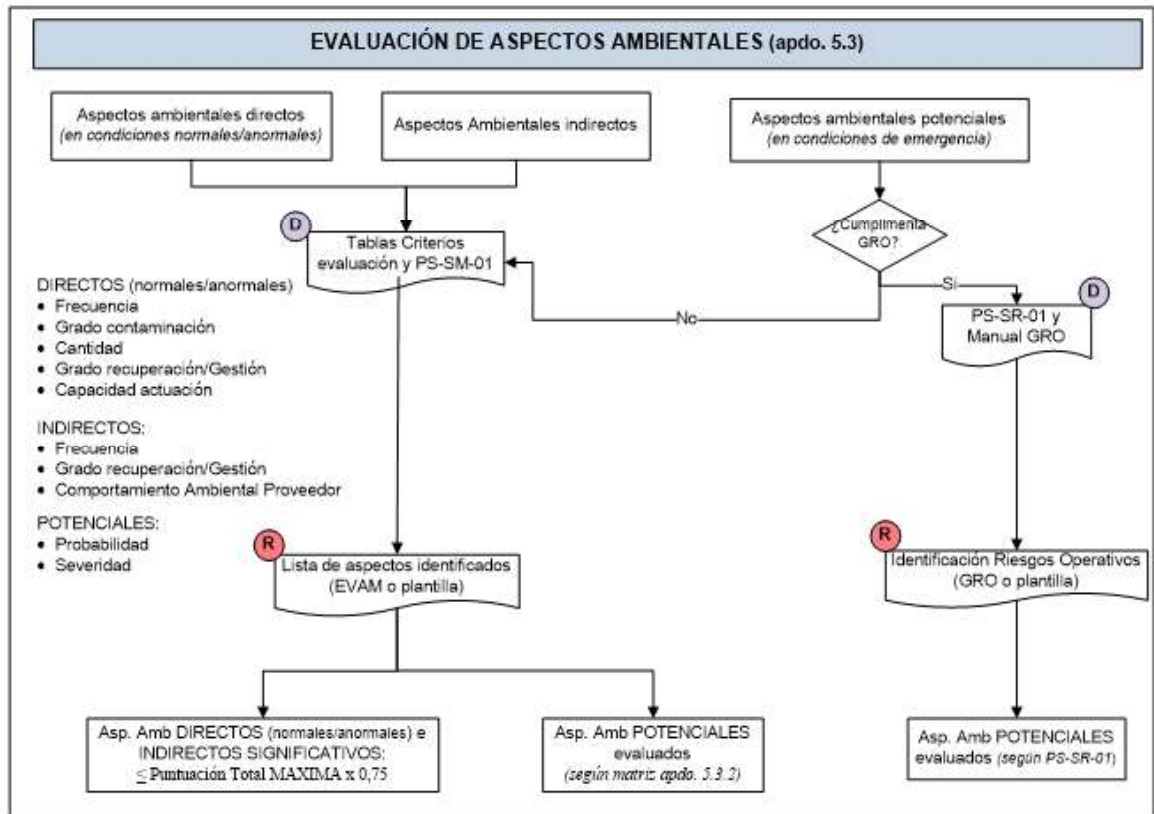 EVALUACIÓN DE ASPECTOS AMBIENTALES (apdo. 5.3)
Aspectos ambientales directos
(en condiciones normales/anormales)
Aspectos Ambientales indirectos
Aspectos ambientales potenciales
(en condiciones de emergencia)
¿Cumplimenta
GRO?
D
Tablas Criterios
evaluación y PS-SM-01
No
Si
D
PS-SR-01 y
Manual GRO
DIRECTOS (normales/anormales)
• Frecuencia
• Grado contaminación
• Cantidad
• Grado recuperación/Gestión
• Capacidad actuación
INDIRECTOS:
• Frecuencia
• Grado recuperación/Gestión
• Comportamiento Ambiental Proveedor
POTENCIALES:
• Probabilidad
• Severidad
R
Lista de aspectos identificados
(EVAM o plantilla)
R
Identificación Riesgos Operativos
(GRO o plantilla)
Asp. Amb DIRECTOS (normales/anormales) e
INDIRECTOS SIGNIFICATIVOS:
≤ Puntuación Total MAXIMA x 0,75
Asp. Amb POTENCIALES
evaluados
(según matriz apdo. 5.3.2)
Asp. Amb POTENCIALES
evaluados (según PS-SR-01)